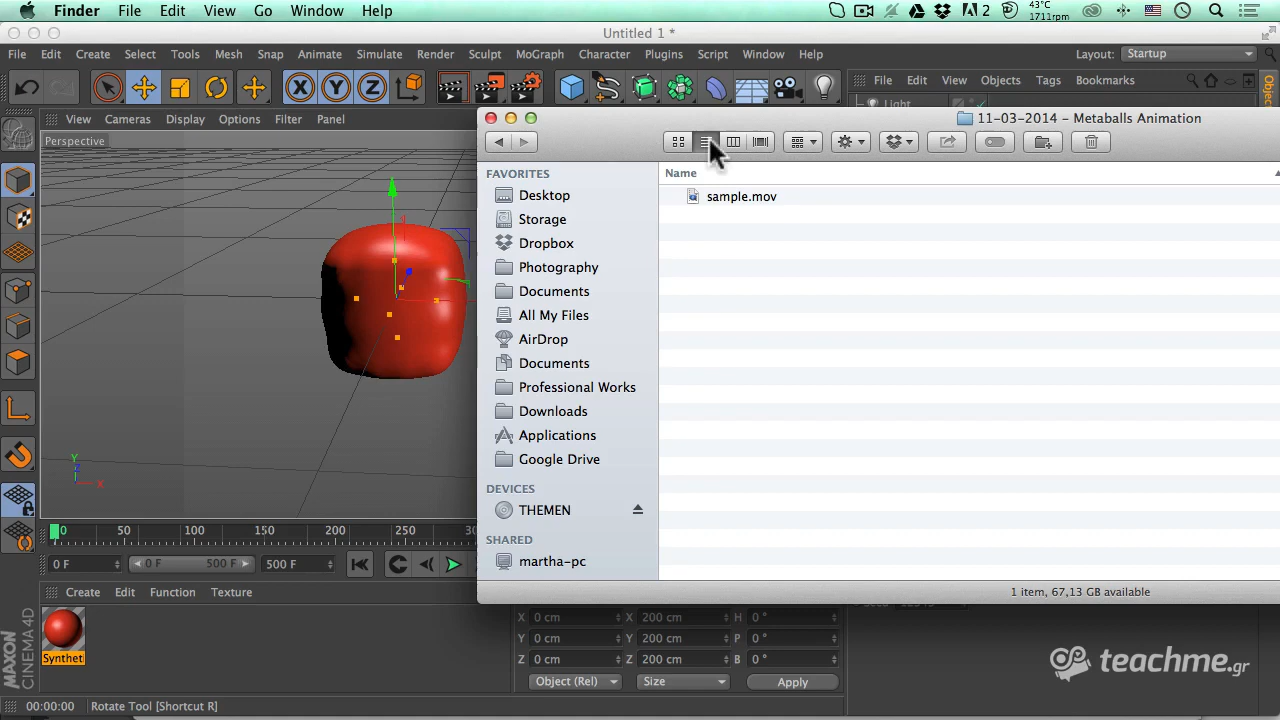 Finder File Edit View Go Window Help
2 43°C 1711rpm
Untitled 1 *
File Edit Create Select Tools Mesh Snap Animate Simulate Render Sculpt MoGraph Character Plugins Script Window Help Layout: Startup
X Y Z
View Cameras Display Options Filter Panel
File Edit View Objects Tags Bookmarks
Objects
Light
Perspective
11-03-2014 – Metaballs Animation
FAVORITES
Name
Desktop
sample.mov
Storage
Dropbox
Photography
Documents
All My Files
AirDrop
Documents
Professional Works
Downloads
Applications
Google Drive
DEVICES
THEMEN
SHARED
martha-pc
1 item, 67,13 GB available
Y
Z
X
0 50 100 150 200 250
0 F 0 F 500 F 500 F
Create Edit Function Texture
Syntheti
X 0 cm X 200 cm H 0 °
Y 0 cm Y 200 cm P 0 °
Z 0 cm Z 200 cm B 0 °
Object (Rel) Size Apply
MAXON CINEMA 4D
teachme.gr
00:00:00 Rotate Tool [Shortcut R]